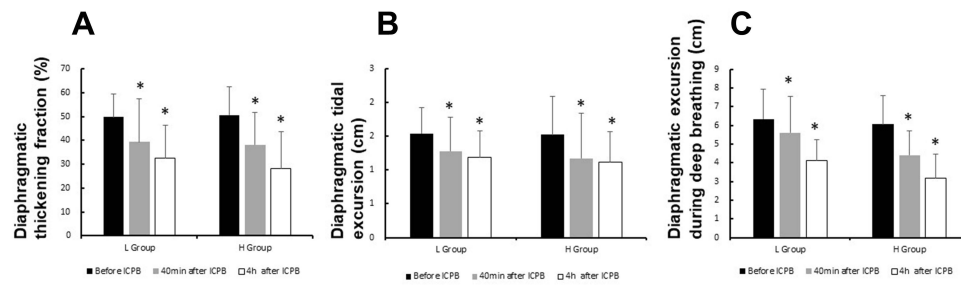 A
Diaphragmatic
thickening fraction (%)
70
60
50
40
30
20
10
0
*
*
*
*
L Group
H Group
Before ICPB
40min after ICPB
4h after ICPB
B
Diaphragmatic tidal
excursion (cm)
3
2
2
1
1
0
*
*
*
*
L Group
H Group
Before ICPB
40min after ICPB
4h after ICPB
C
Diaphragmatic excursion
during deep breathing (cm)
9
8
7
6
5
4
3
2
1
0
*
*
*
*
L Group
H Group
Before ICPB
40min after ICPB
4h after ICPB